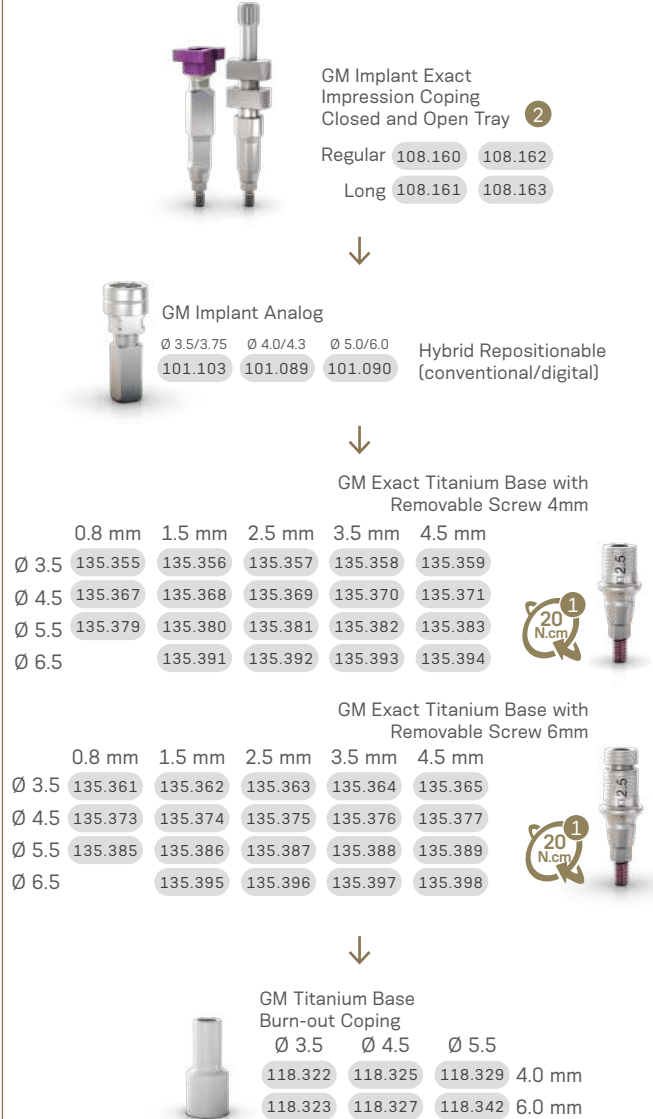 GM Implant Exact
Impression Coping
Closed and Open Tray 2
Regular 108.160 108.162
Long 108.161 108.163
GM Implant Analog
Ø 3.5/3.75 Ø 4.0/4.3 Ø 5.0/6.0
101.103 101.089 101.090
Hybrid Repositionable
(conventional/digital)
GM Exact Titanium Base with
Removable Screw 4mm
0.8 mm 1.5 mm 2.5 mm 3.5 mm 4.5 mm
Ø 3.5 135.355 135.356 135.357 135.358 135.359
Ø 4.5 135.367 135.368 135.369 135.370 135.371
Ø 5.5 135.379 135.380 135.381 135.382 135.383
Ø 6.5 135.391 135.392 135.393 135.394
1
20
N.cm
2.5
GM Exact Titanium Base with
Removable Screw 6mm
0.8 mm 1.5 mm 2.5 mm 3.5 mm 4.5 mm
Ø 3.5 135.361 135.362 135.363 135.364 135.365
Ø 4.5 135.373 135.374 135.375 135.376 135.377
Ø 5.5 135.385 135.386 135.387 135.388 135.389
Ø 6.5 135.395 135.396 135.397 135.398
1
20
N.cm
2.5
GM Titanium Base
Burn-out Coping
Ø 3.5 Ø 4.5 Ø 5.5
118.322 118.325 118.329 4.0 mm
118.323 118.327 118.342 6.0 mm